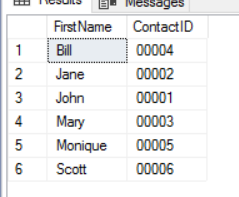 Results Messages
FirstName ContactID
1 Bill 00004
2 Jane 00002
3 John 00001
4 Mary 00003
5 Monique 00005
6 Scott 00006